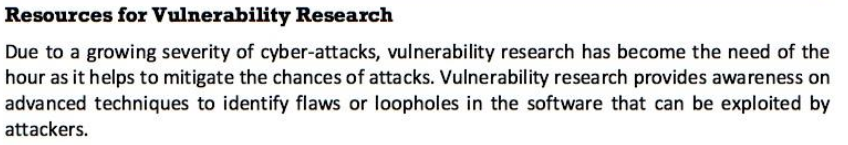 Resources for Vulnerability Research
Due to a growing severity of cyber-attacks, vulnerability research has become the need of the
hour as it helps to mitigate the chances of attacks. Vulnerability research provides awareness on
advanced techniques to identify flaws or loopholes in the software that can be exploited by
attackers.